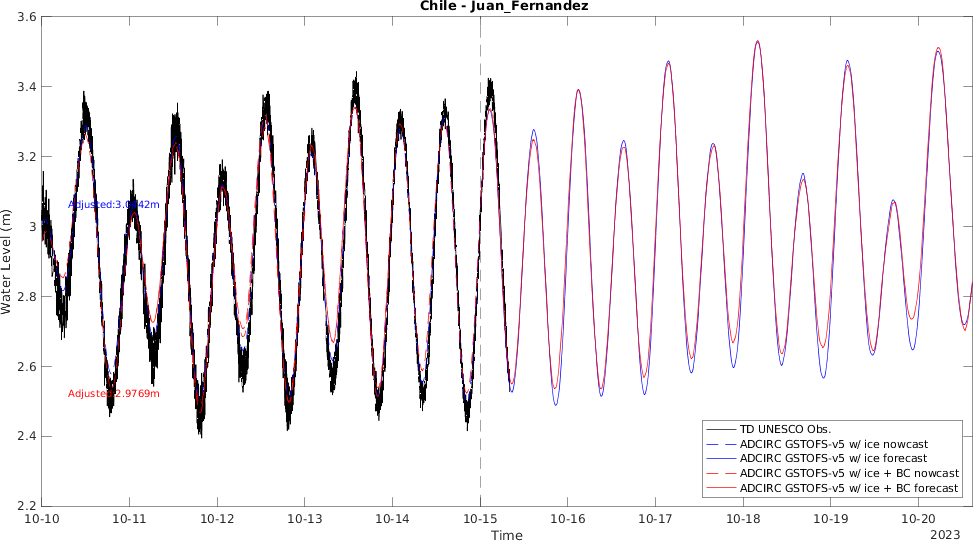 Chile - Juan_Fernandez
3.6
3.4
3.2
3
2.8
2.6
2.4
2.2
Water Level (m)
Adjusted:2.9769m
10-10
10-11
10-12
10-13
10-14
10-15
10-16
10-17
10-18
10-19
10-20
Time
2023
TD UNESCO Obs.
ADCIRC GSTOFS-v5 w/ ice nowcast
ADCIRC GSTOFS-v5 w/ ice forecast
ADCIRC GSTOFS-v5 w/ ice + BC nowcast
ADCIRC GSTOFS-v5 w/ ice + BC forecast